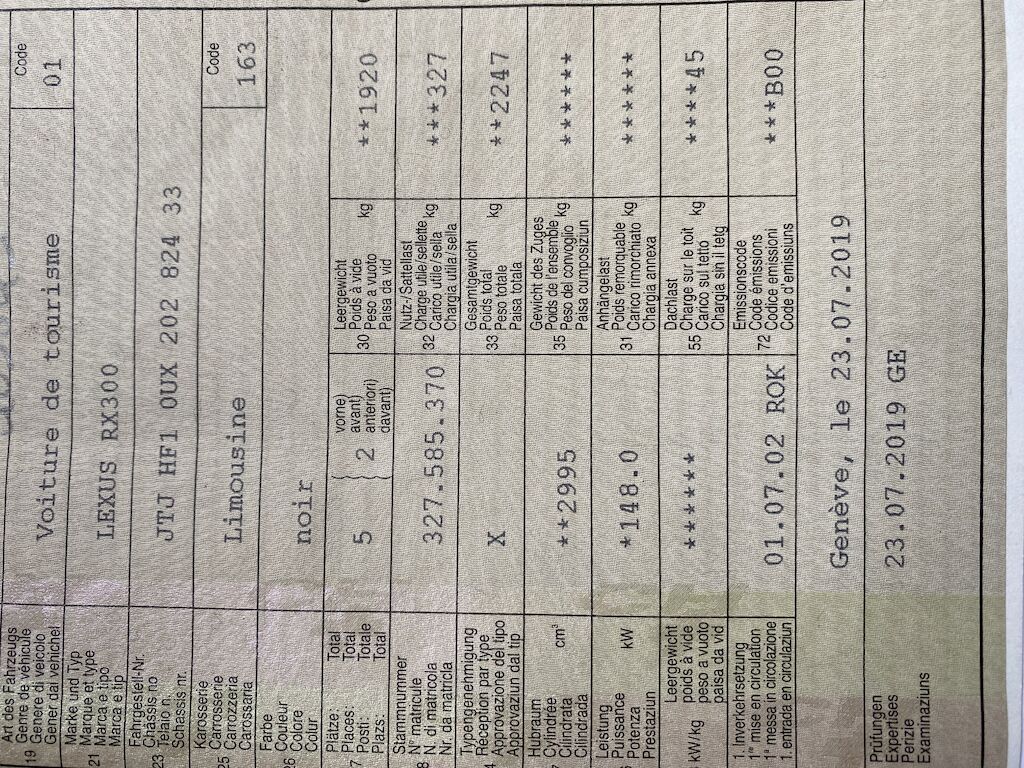 Art des Fahrzeugs
Genre de véhicule
Genere di veicolo
Gener dal vehichel
19
Voiture de tourisme
Code
01
Marke und Typ
Marque et type
Marca e tipo
Marca e tip
21
LEXUS RX300
Fahrgestell-Nr.
Châssis no
Telaio n.
Schassis nr.
23
JTJ HF1 0UX 202 824 33
Karosserie
Carrosserie
Carozzeria
Carossaria
25
Limousine
Code
163
Farbe
Couleur
Colore
Colur
26
noir
Plätze: Total
Places: Total
Posti: Totale
Plazs: Total
7
5
2
vorne)
avant)
anteriori)
davant)
Leergewicht
Poids à vide
Peso a vuoto
Paisa da vid
30 kg
**1920
Stammnummer
N° matricule
N. di matricola
Nr. da matricla
8
327.585.370
Nutz-/Sattellast
Charge utile/sellette
Carico utile/sella
Chargia utila/sella
32 kg
***327
Typengenehmigung
Réception par type
Approvazione del tipo
Approvaziun dal tip
4
X
Gesamtgewicht
Poids total
Peso totale
Paisa totala
33 kg
**2247
Hubraum
Cylindrée
Cilindrata
Cilindrada
7 cm³
**2995
Gewicht des Zuges
Poids de l'ensemble
Peso del convoglio
Paisa cumposiziun
35 kg
******
Leistung
Puissance
Potenza
Prestaziun
6 kW
*148.0
Anhängelast
Poids remorquable
Carico rimorchiato
Chargia annexa
31 kg
******
kW/kg
Leergewicht
poids à vide
peso a vuoto
paisa da vid
******
Dachlast
Charge sur le toit
Carico sul tetto
Chargia sin il tetg
55 kg
****45
1. Inverkehrsetzung
1re mise en circulation
1a messa in circolazione
1. entrada en circulaziun
01.07.02 ROK
Emissionscode
Code émissions
Codice emissioni
Code d'emissiuns
72
***B00
Genève, le 23.07.2019
Prüfungen
Expertises
Perizie
Examinaziuns
23.07.2019 GE